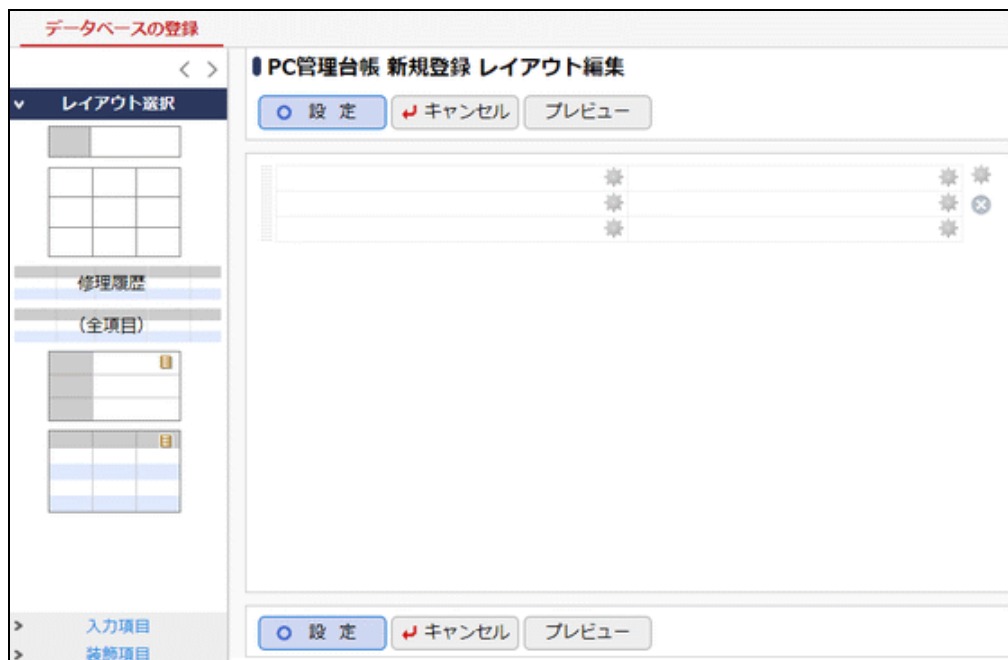 データベースの登録
レイアウト選択
修理履歴
(全項目)
入力項目
装飾項目
PC管理台帳 新規登録 レイアウト編集
設 定 キャンセル プレビュー
設 定 キャンセル プレビュー